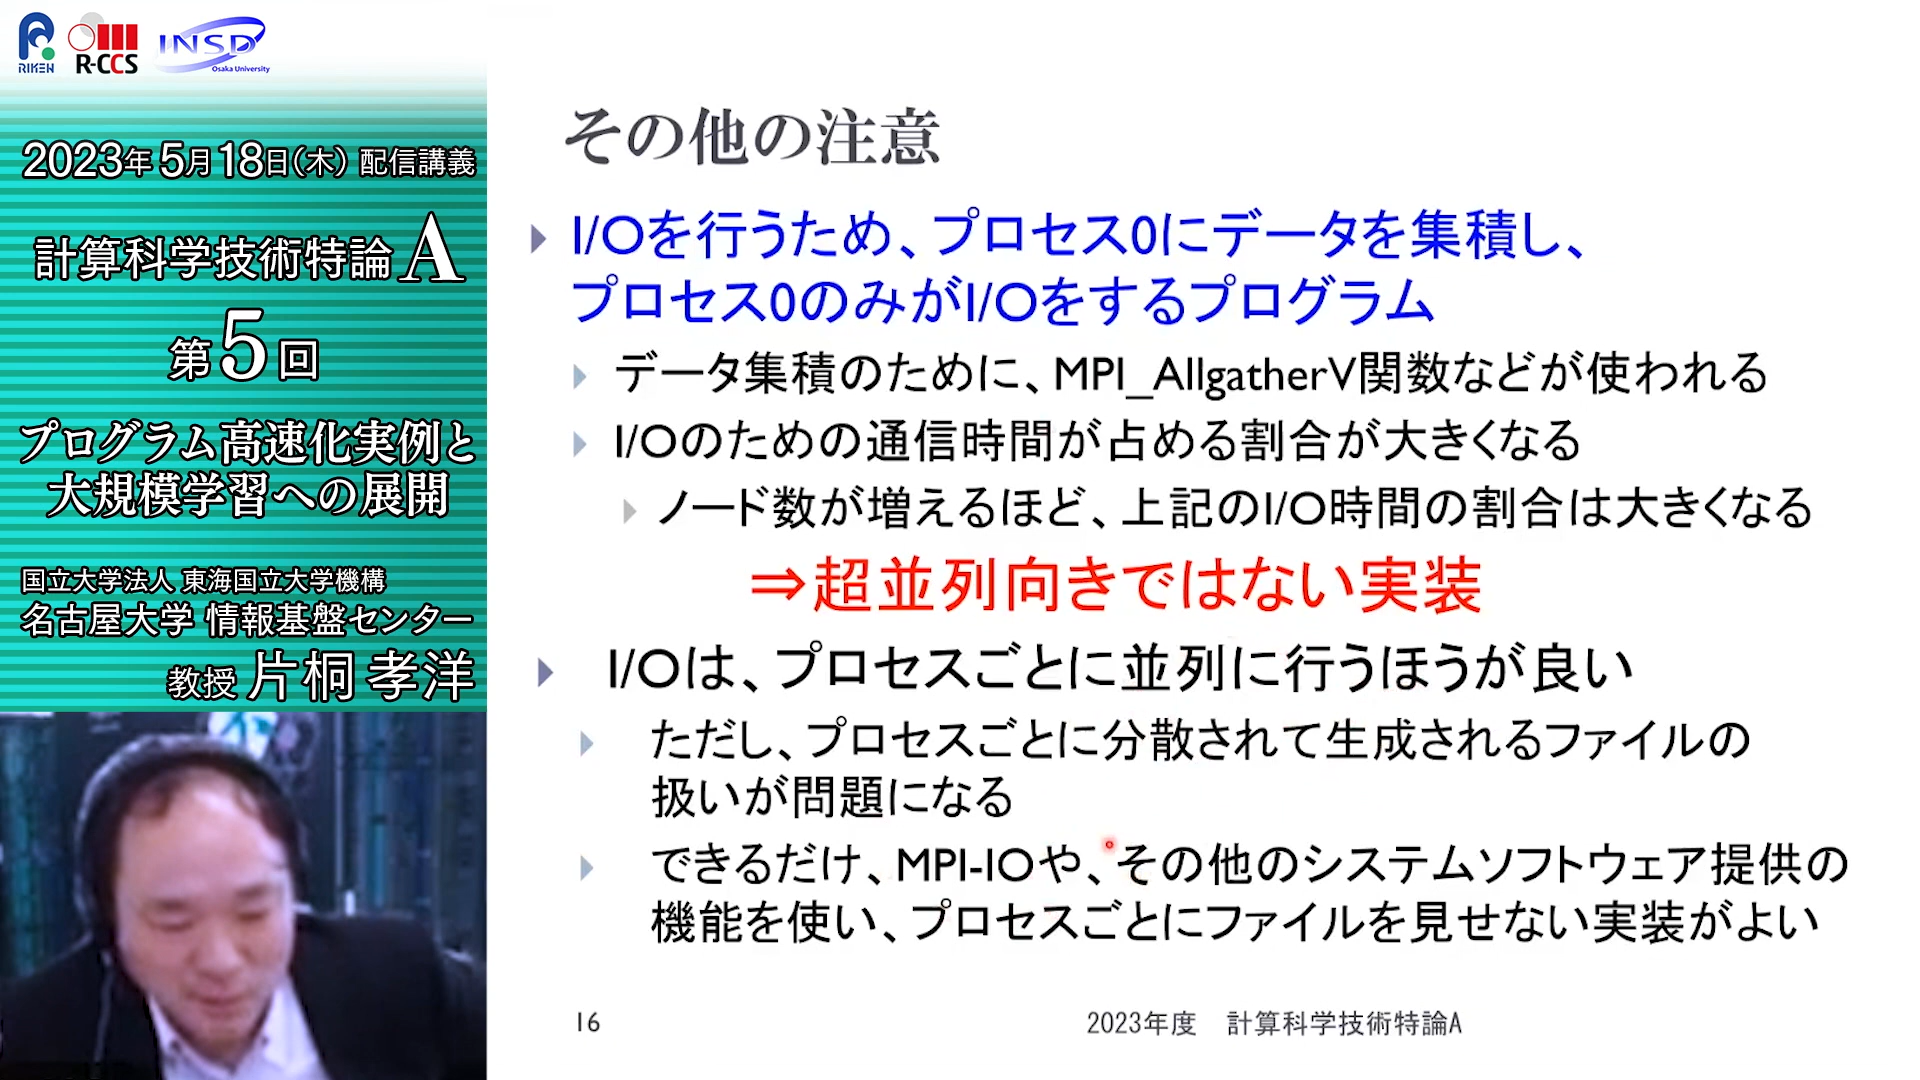 RIKEN
R-CCS
INSD
Osaka University
2023年5月18日(木) 配信講義
計算科学技術特論A
第5回
プログラム高速化実例と
大規模学習への展開
国立大学法人 東海国立大学機構
名古屋大学 情報基盤センター
教授 片桐 孝洋
その他の注意
I/Oを行うため、プロセス0にデータを集積し、
プロセス0のみがI/Oをするプログラム
データ集積のために、MPI_AllgatherV関数などが使われる
I/Oのための通信時間が占める割合が大きくなる
ノード数が増えるほど、上記のI/O時間の割合は大きくなる
⇒超並列向きではない実装
I/Oは、プロセスごとに並列に行うほうが良い
ただし、プロセスごとに分散されて生成されるファイルの
扱いが問題になる
できるだけ、MPI-IOや、その他のシステムソフトウェア提供の
機能を使い、プロセスごとにファイルを見せない実装がよい
16
2023年度 計算科学技術特論A